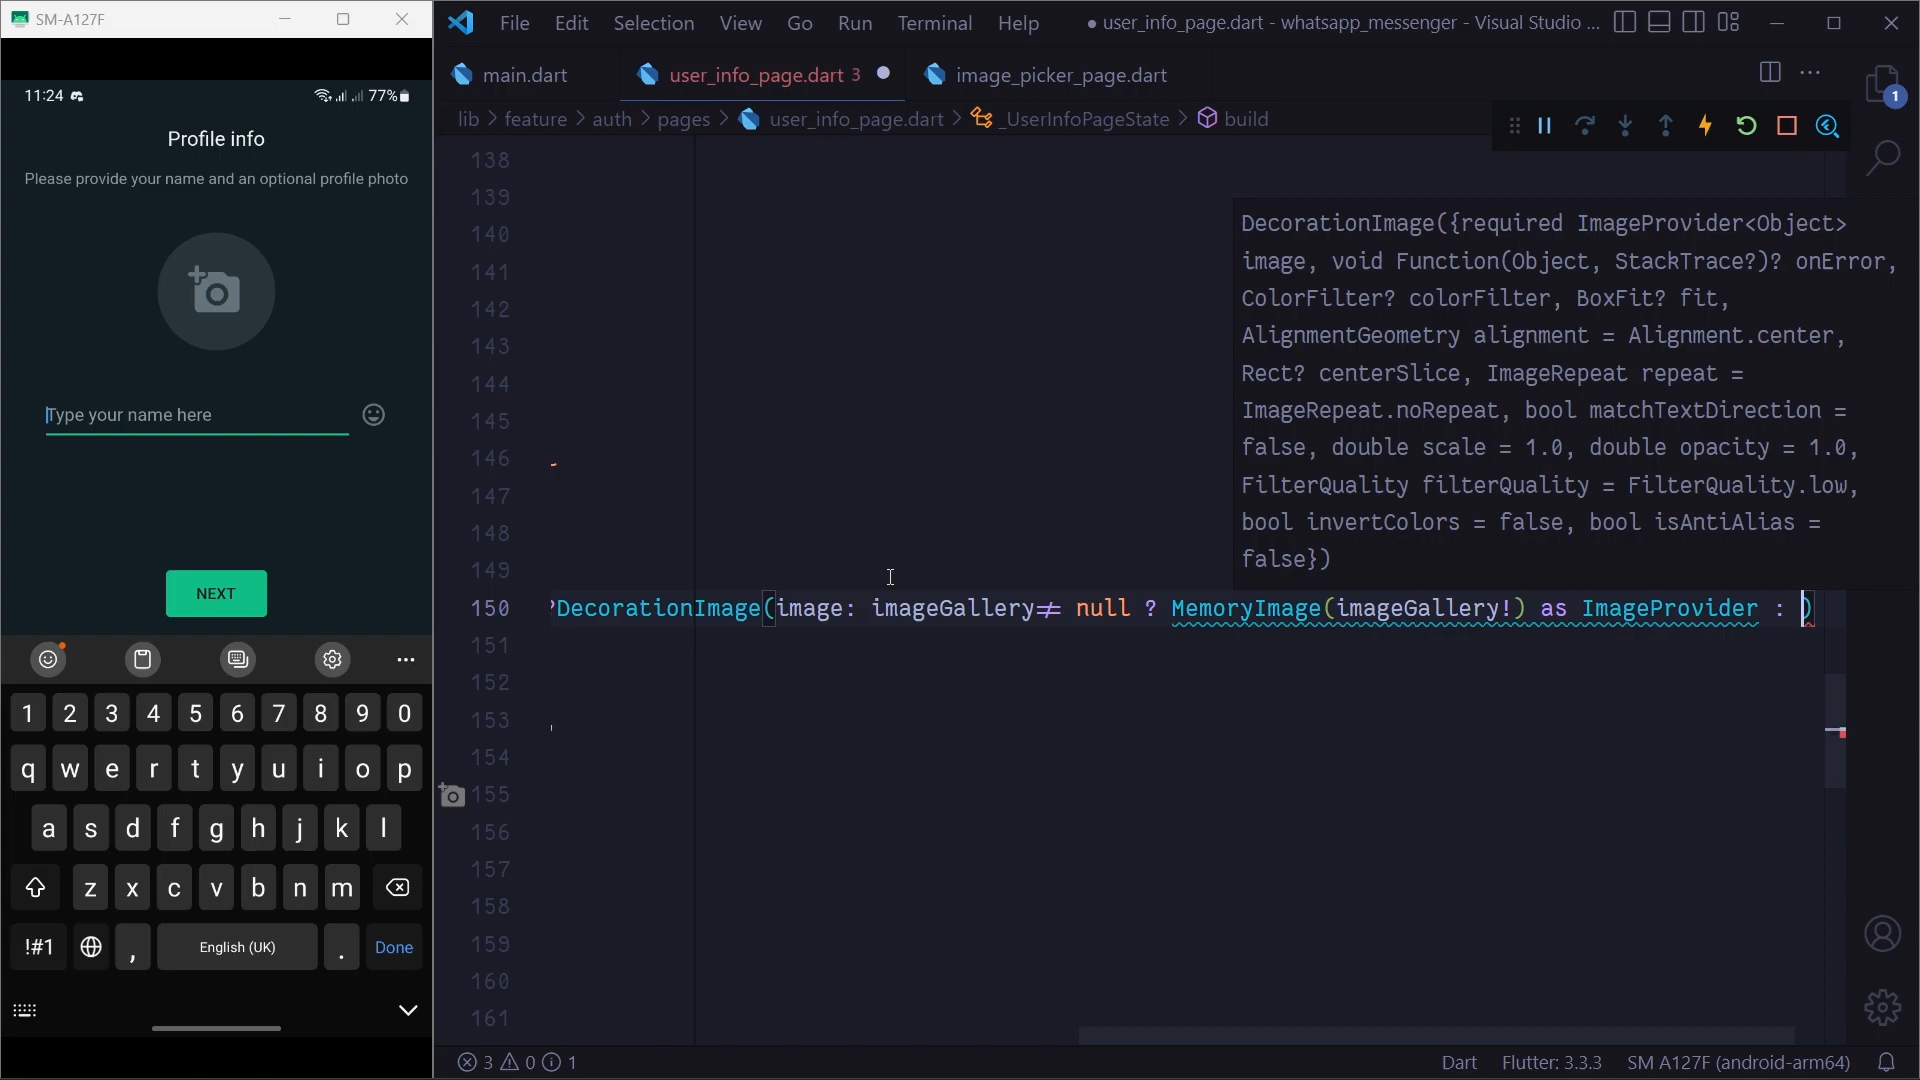 SM-A127F
11:24
77%
Profile info
Please provide your name and an optional profile photo
Type your name here
NEXT
1 2 3 4 5 6 7 8 9 0
q w e r t y u i o p
a s d f g h j k l
z x c v b n m
!#1 , English (UK) . Done
File Edit Selection View Go Run Terminal Help
● user_info_page.dart - whatsapp_messenger - Visual Studio ...
main.dart
user_info_page.dart 3
image_picker_page.dart
lib > feature > auth > pages > user_info_page.dart > _UserInfoPageState > build
1
DecorationImage({required ImageProvider<Object>
image, void Function(Object, StackTrace?)? onError,
ColorFilter? colorFilter, BoxFit? fit,
AlignmentGeometry alignment = Alignment.center,
Rect? centerSlice, ImageRepeat repeat =
ImageRepeat.noRepeat, bool matchTextDirection =
false, double scale = 1.0, double opacity = 1.0,
FilterQuality filterQuality = FilterQuality.low,
bool invertColors = false, bool isAntiAlias =
false})
138
139
140
141
142
143
144
145
146
147
148
149
150 ?DecorationImage(image: imageGallery≠ null ? MemoryImage(imageGallery!) as ImageProvider : )
151
152
153
154
155
156
157
158
159
160
161
3 0 1
Dart Flutter: 3.3.3 SM A127F (android-arm64)